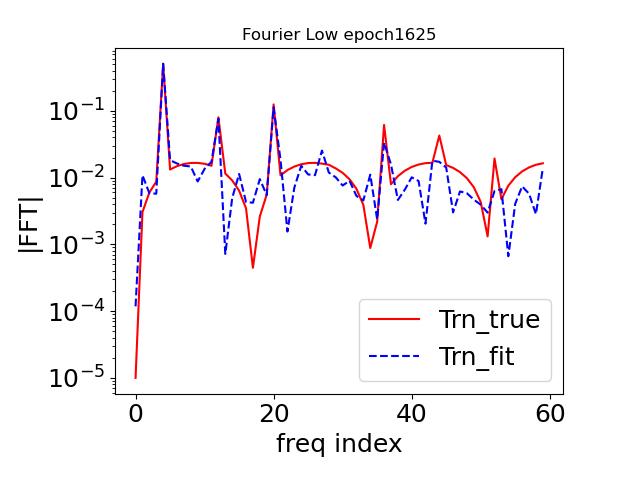 Fourier Low epoch1625
|FFT|
10⁻¹
10⁻²
10⁻³
10⁻⁴
10⁻⁵
Trn_true
Trn_fit
0 20 40 60
freq index